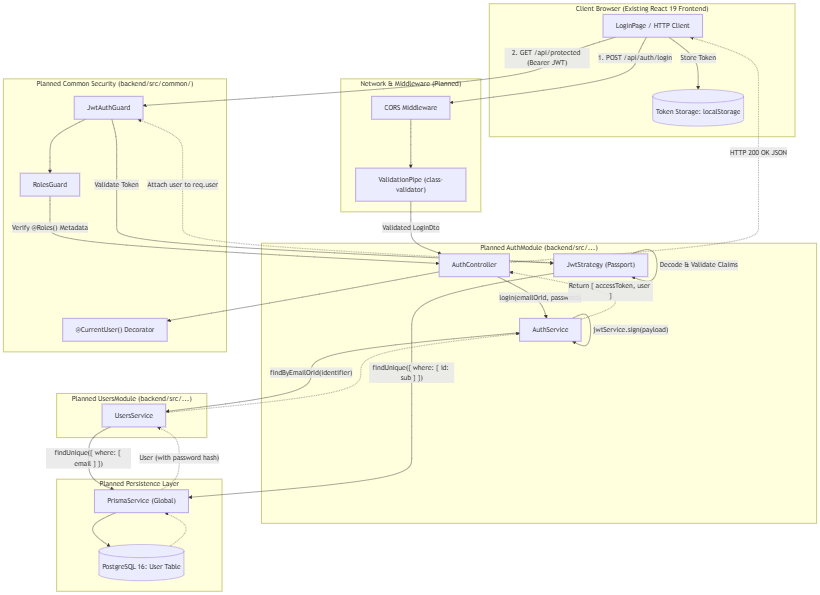 Client Browser (Existing React 19 Frontend)
LoginPage / HTTP Client
2. GET /api/protected
(Bearer JWT)
1. POST /api/auth/login
Store Token
Token Storage: localStorage
HTTP 200 OK JSON
Planned Common Security (backend/src/common/)
JwtAuthGuard
RolesGuard
Validate Token
Attach user to req.user
Verify @Roles() Metadata
@CurrentUser() Decorator
Network & Middleware (Planned)
CORS Middleware
ValidationPipe (class-
validator)
Validated LoginDto
Planned AuthModule (backend/src/...)
AuthController
JwtStrategy (Passport)
Decode & Validate Claims
Return [ accessToken, user
]
login(emailOrId,
AuthService
jwtService.sign(payload)
findByEmailOrId(identifier)
findUnique([ where: [ id:
sub ] ])
Planned UsersModule (backend/src/...)
UsersService
findUnique([ where: [
email ] ])
User (with password hash)
Planned Persistence Layer
PrismaService (Global)
PostgreSQL 16: User Table